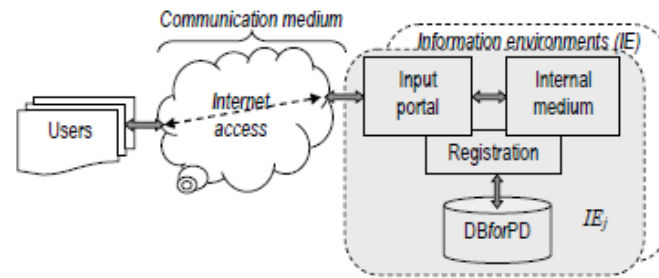 Communication medium
Information environments (IE)
Input
portal
Internal
medium
Internet
access
Users
Registration
DBforPD
IEj